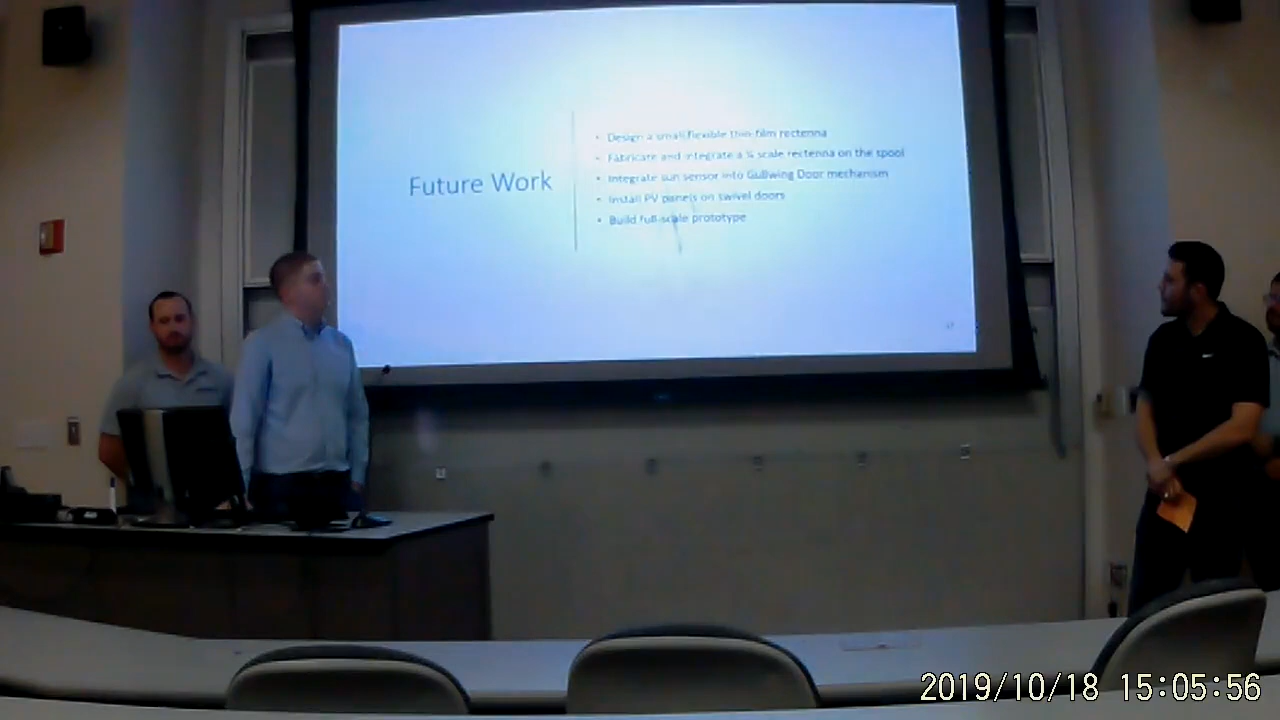 Future Work
• Design a small flexible thin-film rectenna
• Fabricate and integrate a ¼ scale rectenna on the spool
• Integrate sun sensor into Gullwing Door mechanism
• Install PV panels on swivel doors
• Build full-scale prototype
2019/10/18 15:05:56